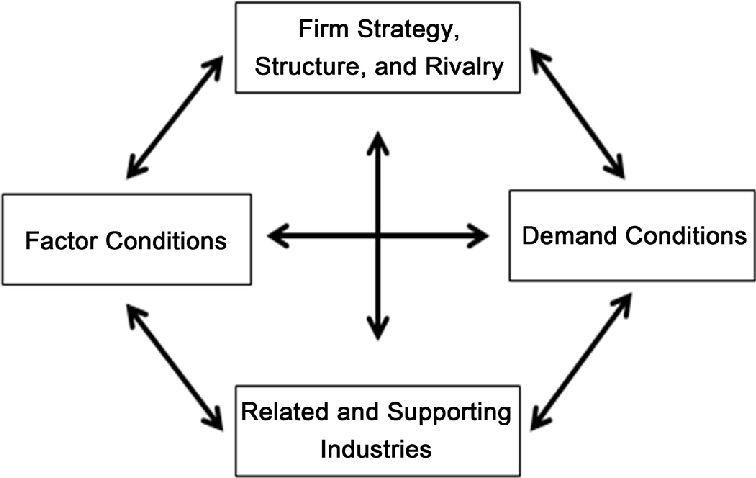 Firm Strategy,
Structure, and Rivalry
Factor Conditions
Demand Conditions
Related and Supporting
Industries